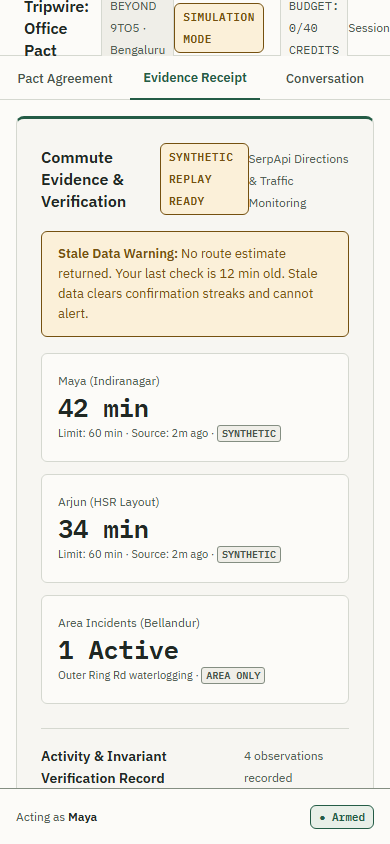 Tripwire:
Office
Pact
BEYOND
9TO5 ·
Bengaluru
SIMULATION
MODE
BUDGET:
0/40
CREDITS
Session
Pact Agreement
Evidence Receipt
Conversation
Commute
Evidence &
Verification
SYNTHETIC
REPLAY
READY
SerpApi Directions
& Traffic
Monitoring
Stale Data Warning: No route estimate
returned. Your last check is 12 min old. Stale
data clears confirmation streaks and cannot
alert.
Maya (Indiranagar)
42 min
Limit: 60 min · Source: 2m ago · SYNTHETIC
Arjun (HSR Layout)
34 min
Limit: 60 min · Source: 2m ago · SYNTHETIC
Area Incidents (Bellandur)
1 Active
Outer Ring Rd waterlogging · AREA ONLY
Activity & Invariant
Verification Record
4 observations
recorded
Acting as Maya
● Armed